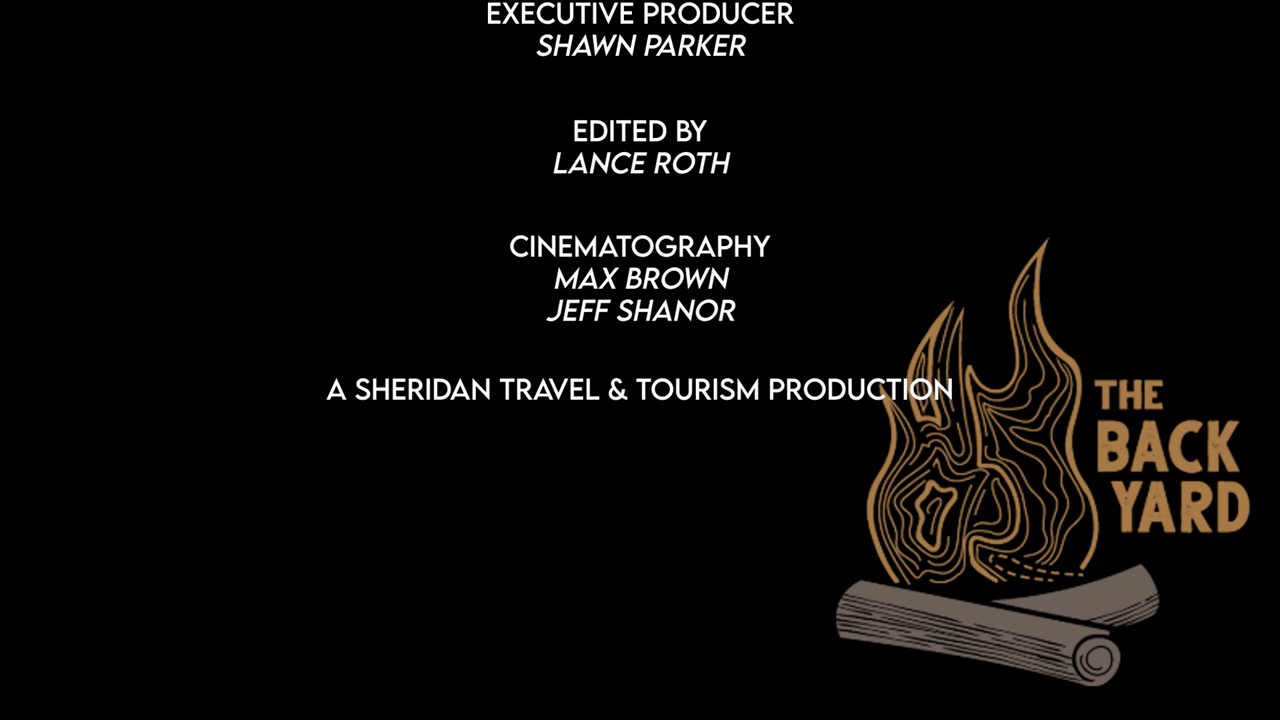 EXECUTIVE PRODUCER
SHAWN PARKER
EDITED BY
LANCE ROTH
CINEMATOGRAPHY
MAX BROWN
JEFF SHANOR
A SHERIDAN TRAVEL & TOURISM PRODUCTION
THE
BACK
YARD